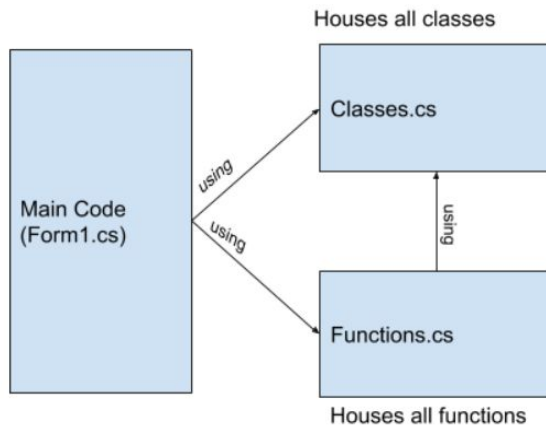 Houses all classes
Classes.cs
using
Main Code
(Form1.cs)
using
using
Functions.cs
Houses all functions